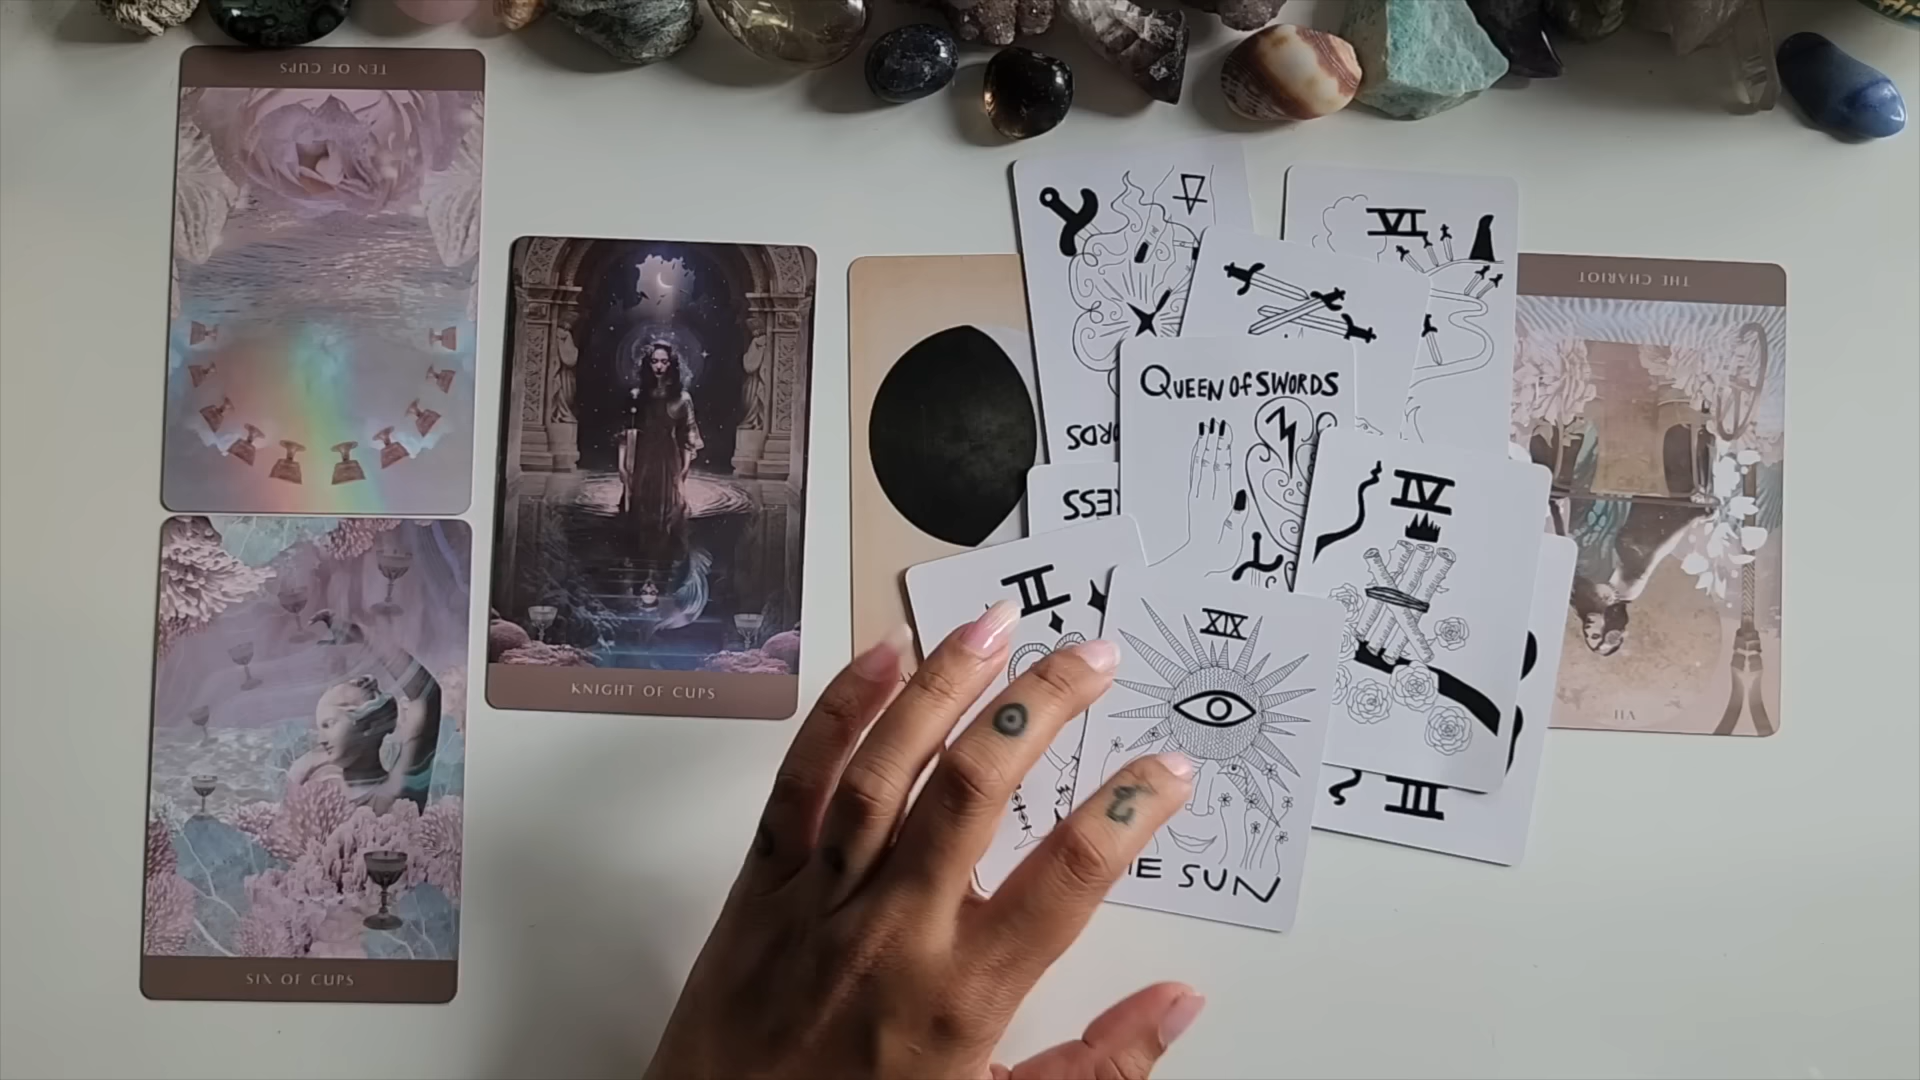 TEN OF CUPS
SIX OF CUPS
KNIGHT OF CUPS
VI
QUEEN OF SWORDS
IV
II
XIX
THE SUN
III
THE CHARIOT
VII